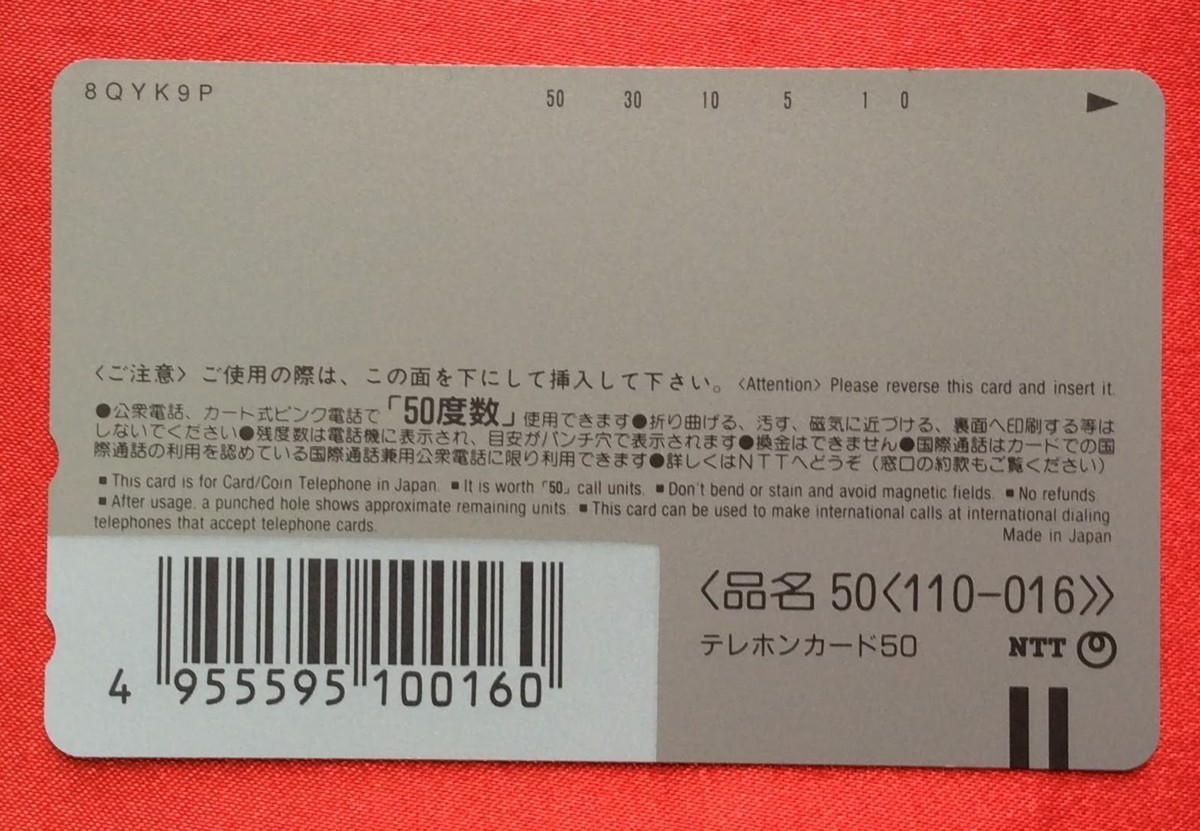 8QYK9P 50 30 10 5 1 0 ▶
〈ご注意〉ご使用の際は、この面を下にして挿入して下さい。〈Attention〉Please reverse this card and insert it.
●公衆電話、カード式ピンク電話で「50度数」使用できます●折り曲げる、汚す、磁気に近づける、裏面へ印刷する等は
しないでください●残度数は電話機に表示され、目安がパンチ穴で表示されます●換金はできません●国際通話はカードでの国
際通話の利用を認めている国際通話兼用公衆電話に限り利用できます●詳しくはNTTへどうぞ（窓口の約款もご覧ください）
■This card is for Card/Coin Telephone in Japan. ■It is worth「50」call units. ■Don't bend or stain and avoid magnetic fields. ■No refunds.
■After usage, a punched hole shows approximate remaining units. ■This card can be used to make international calls at international dialing
telephones that accept telephone cards.
Made in Japan
〈品名 50〈110-016〉〉
テレホンカード50 NTT
4 955595 100160